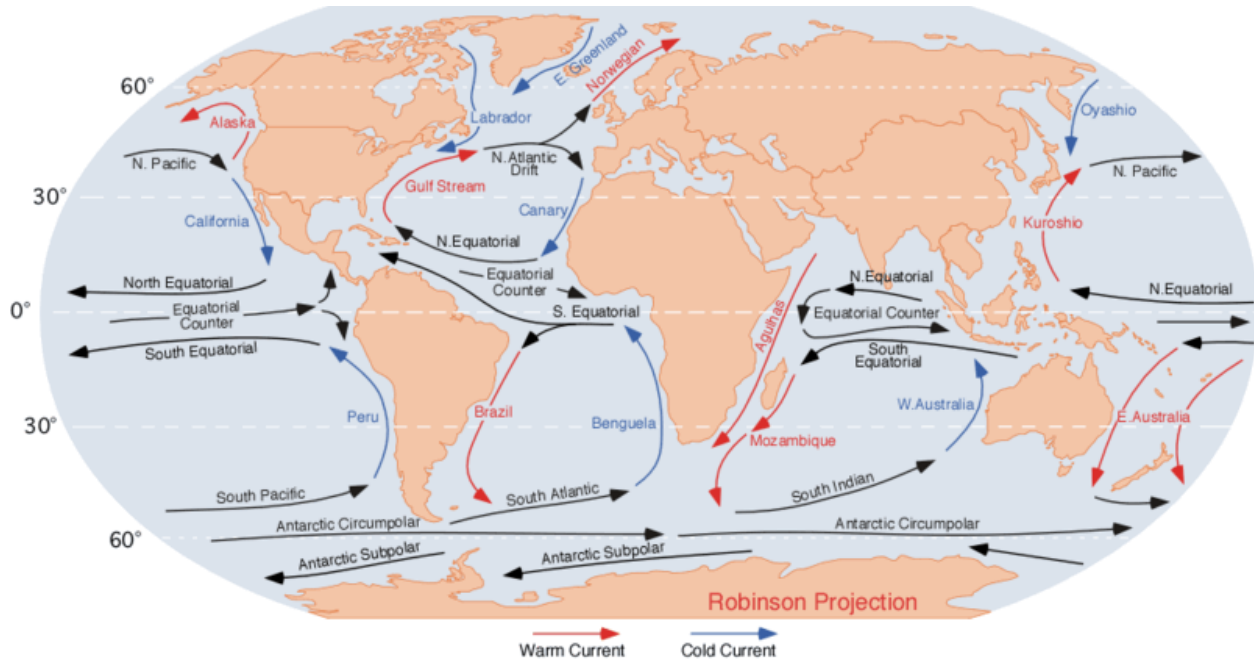 E. Greenland
Norwegian
60°
Alaska
Labrador
Oyashio
N. Pacific
N.Atlantic
Drift
N. Pacific
30°
Gulf Stream
California
Canary
Kuroshio
N.Equatorial
North Equatorial
Equatorial
Counter
N.Equatorial
N.Equatorial
Equatorial
Counter
0°
S. Equatorial
Equatorial Counter
South Equatorial
Agulhas
South
Equatorial
Peru
Brazil
Benguela
W.Australia
E.Australia
30°
Mozambique
South Pacific
South Atlantic
South Indian
Antarctic Circumpolar
Antarctic Circumpolar
60°
Antarctic Subpolar
Antarctic Subpolar
Robinson Projection
Warm Current
Cold Current